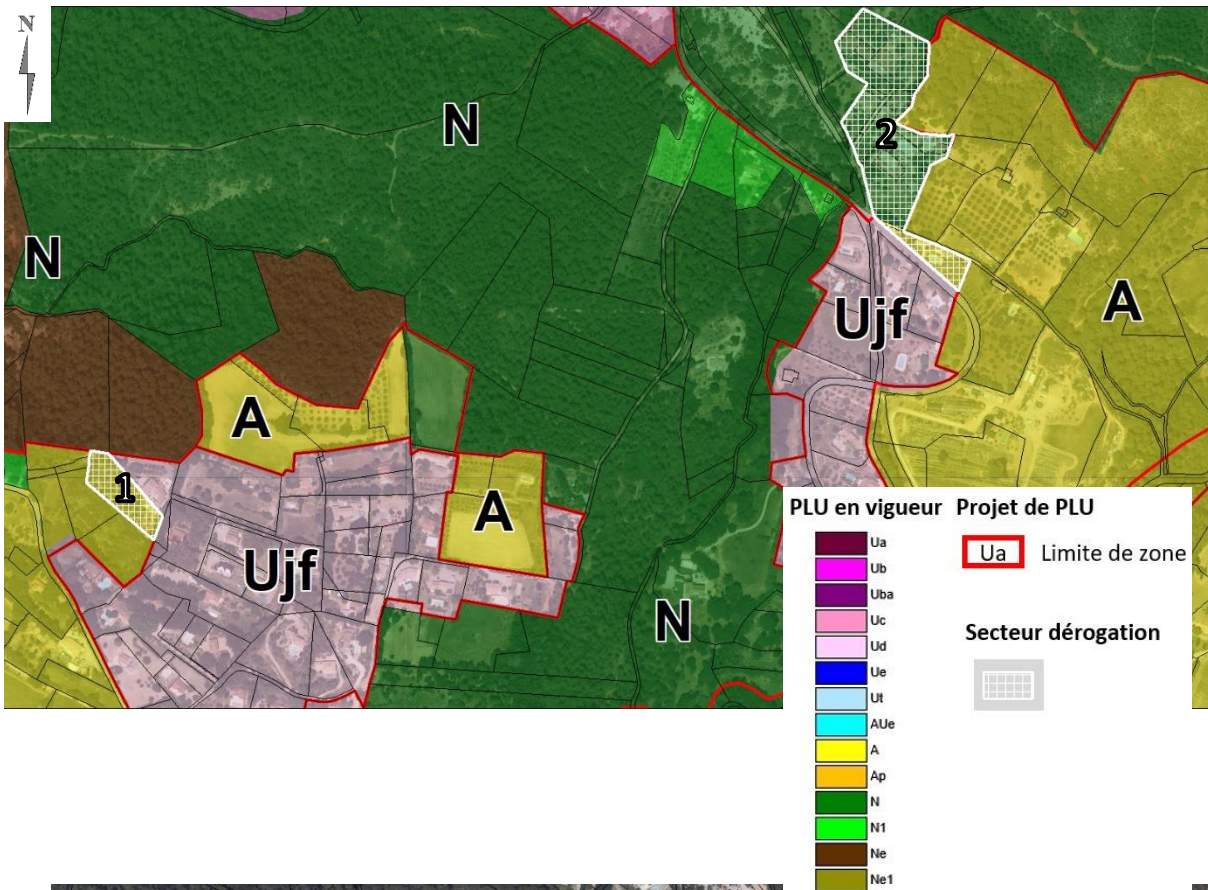 N
N
2
N
A
Ujf
A
1
A
Ujf
N
PLU en vigueur
Ua
Ub
Uba
Uc
Ud
Ue
Ut
AUe
A
Ap
N
N1
Ne
Ne1
Projet de PLU
Ua Limite de zone
Secteur dérogation